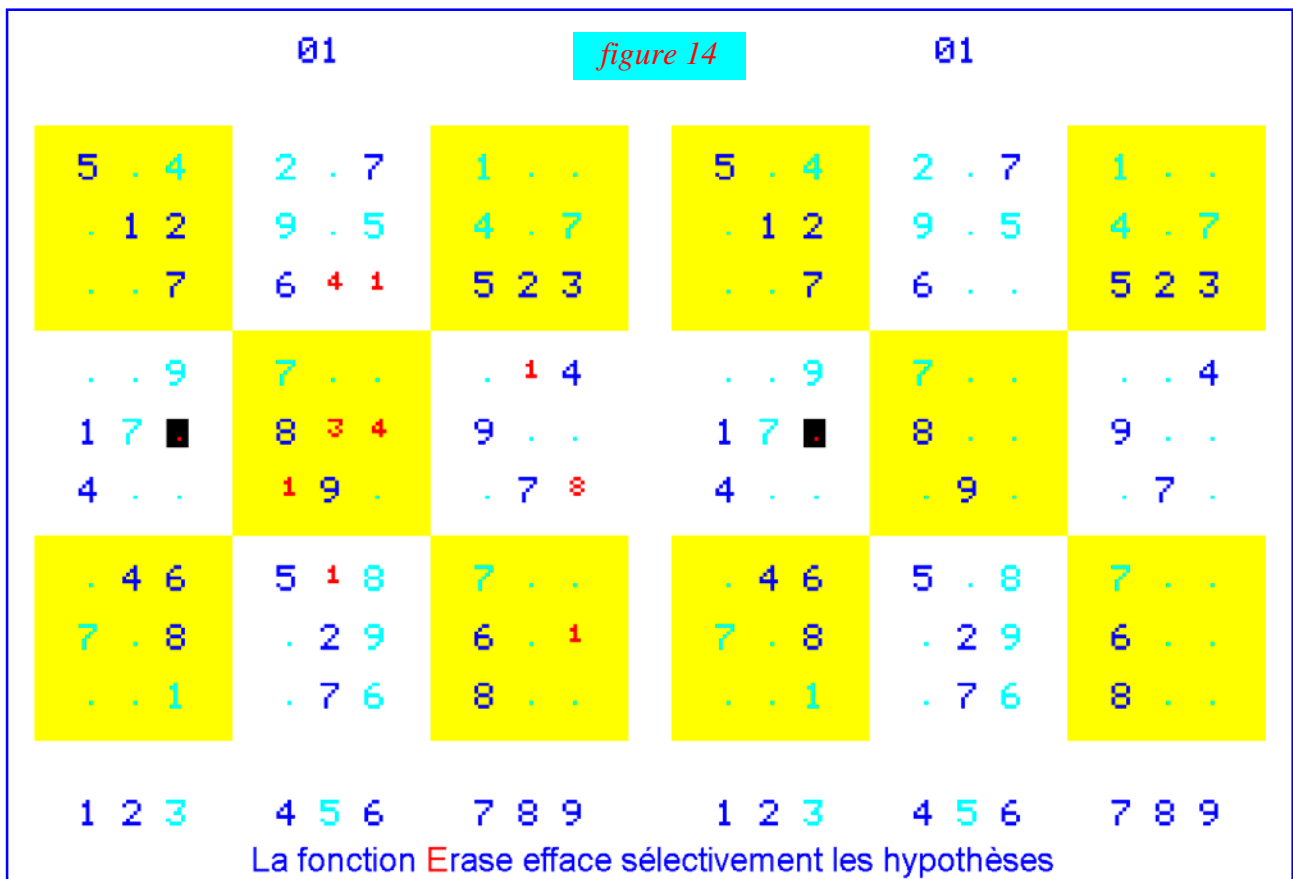 01 figure 14 01
5 . 4 2 . 7 1 . . 5 . 4 2 . 7 1 . .
. 1 2 9 . 5 4 . 7 . 1 2 9 . 5 4 . 7
. . 7 6 4 1 5 2 3 . . 7 6 . . 5 2 3
. . 9 7 . . . 1 4 . . 9 7 . . . . 4
1 7 . 8 3 4 9 . . 1 7 . 8 . . 9 . .
4 . . 1 9 . . 7 8 4 . . . 9 . . 7 .
. 4 6 5 1 8 7 . . . 4 6 5 . 8 7 . .
7 . 8 . 2 9 6 . 1 7 . 8 . 2 9 6 . .
. . 1 . 7 6 8 . . . . 1 . 7 6 8 . .
1 2 3 4 5 6 7 8 9 1 2 3 4 5 6 7 8 9
La fonction Erase efface sélectivement les hypothèses